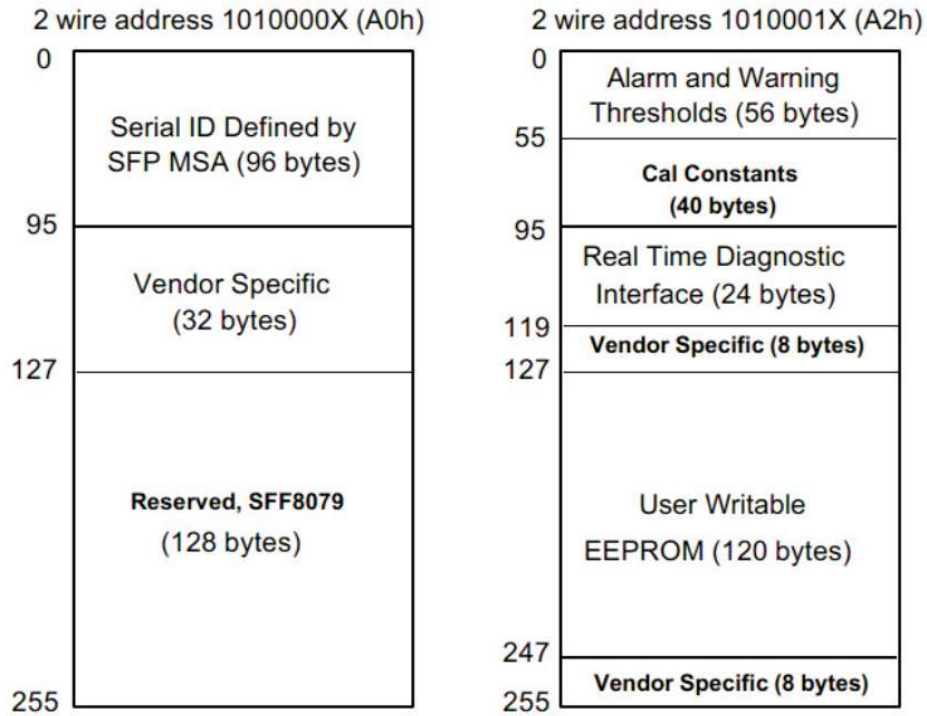 2 wire address 1010000X (A0h)
0
Serial ID Defined by
SFP MSA (96 bytes)
95
Vendor Specific
(32 bytes)
127
Reserved, SFF8079
(128 bytes)
255
2 wire address 1010001X (A2h)
0
Alarm and Warning
Thresholds (56 bytes)
55
Cal Constants
(40 bytes)
95
Real Time Diagnostic
Interface (24 bytes)
119
Vendor Specific (8 bytes)
127
User Writable
EEPROM (120 bytes)
247
Vendor Specific (8 bytes)
255